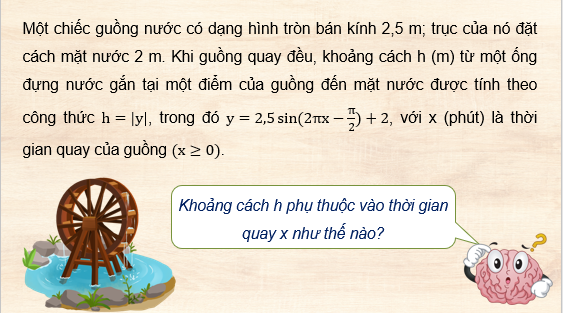 Một chiếc guồng nước có dạng hình tròn bán kính 2,5 m; trục của nó đặt
cách mặt nước 2 m. Khi guồng quay đều, khoảng cách h (m) từ một ống
đựng nước gắn tại một điểm của guồng đến mặt nước được tính theo
công thức h = |y|, trong đó y = 2,5 sin(2πx − π/2) + 2, với x (phút) là thời
gian quay của guồng (x ≥ 0).
Khoảng cách h phụ thuộc vào thời gian
quay x như thế nào?
?